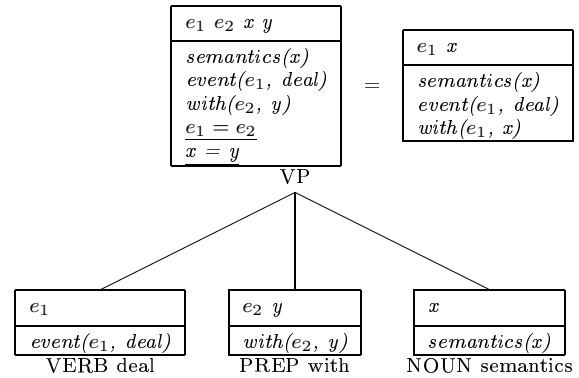 e₁ e₂ x y
semantics(x)
event(e₁, deal)
with(e₂, y)
e₁ = e₂
x = y
=
e₁ x
semantics(x)
event(e₁, deal)
with(e₁, x)
VP
e₁
event(e₁, deal)
VERB deal
e₂ y
with(e₂, y)
PREP with
x
semantics(x)
NOUN semantics